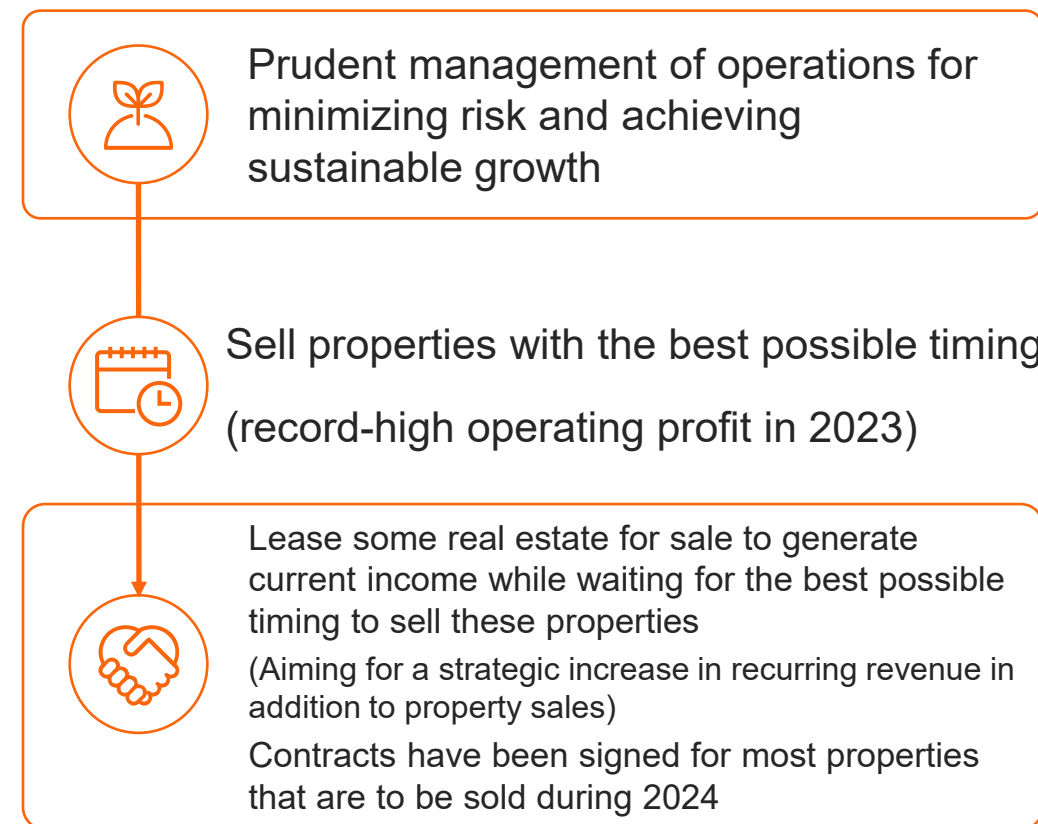 Prudent management of operations for
minimizing risk and achieving
sustainable growth
Sell properties with the best possible timing
(record-high operating profit in 2023)
Lease some real estate for sale to generate
current income while waiting for the best possible
timing to sell these properties
(Aiming for a strategic increase in recurring revenue in
addition to property sales)
Contracts have been signed for most properties
that are to be sold during 2024